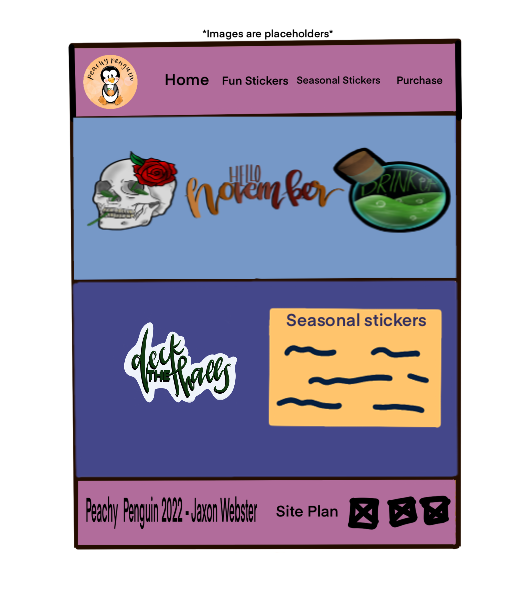 *Images are placeholders*
Peachy Penguin
Home Fun Stickers Seasonal Stickers Purchase
HELLO
november
DRINK
deck
THE halls
Seasonal stickers
Peachy Penguin 2022 - Jaxon Webster Site Plan